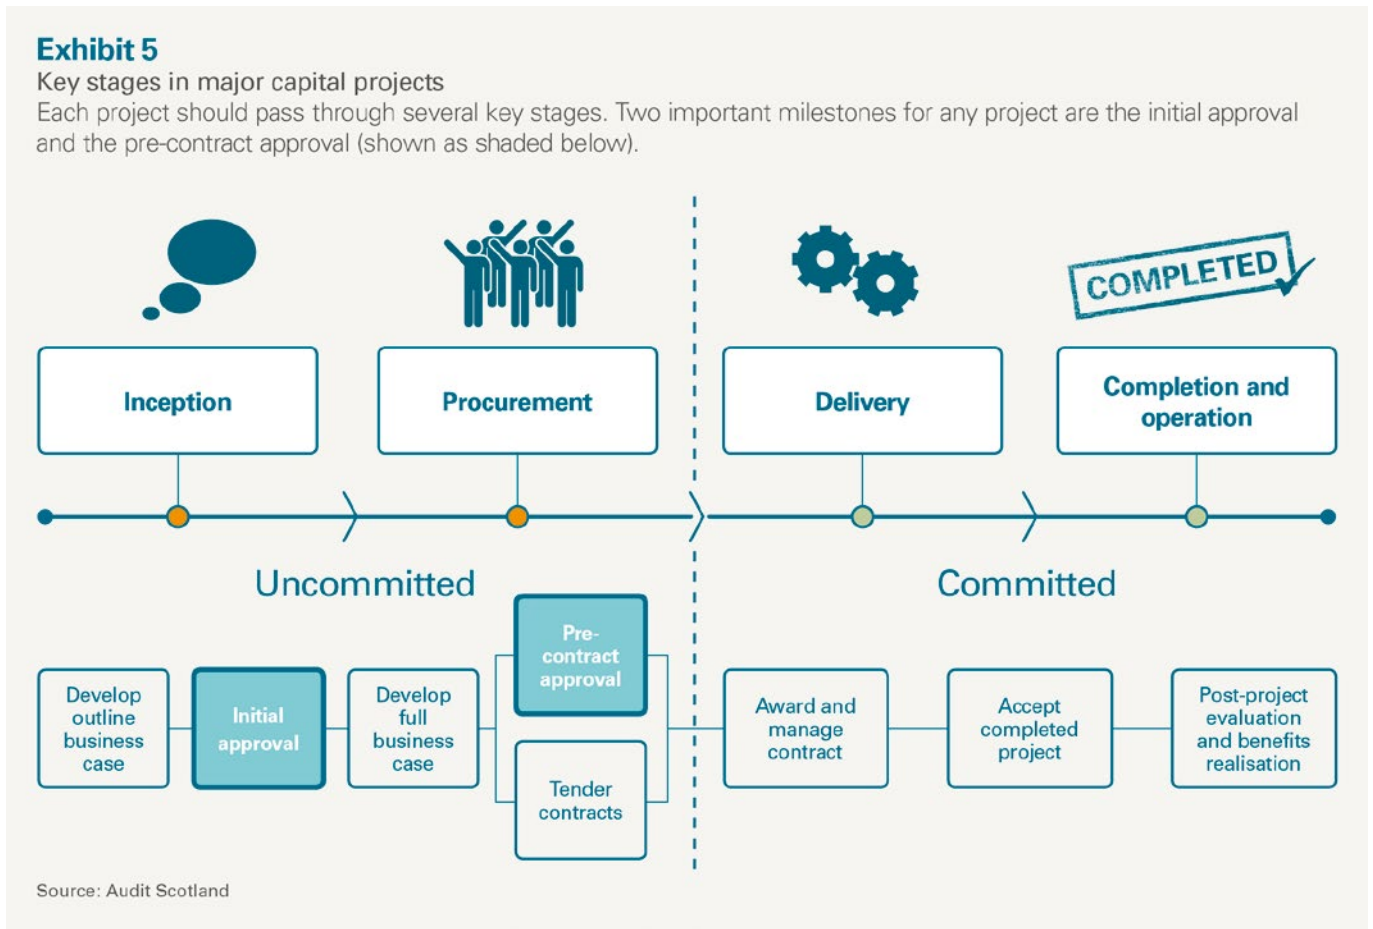 Exhibit 5
Key stages in major capital projects
Each project should pass through several key stages. Two important milestones for any project are the initial approval
and the pre-contract approval (shown as shaded below).
COMPLETED
Inception
Procurement
Delivery
Completion and
operation
Uncommitted
Committed
Develop
outline
business
case
Initial
approval
Develop
full
business
case
Pre-
contract
approval
Tender
contracts
Award and
manage
contract
Accept
completed
project
Post-project
evaluation
and benefits
realisation
Source: Audit Scotland